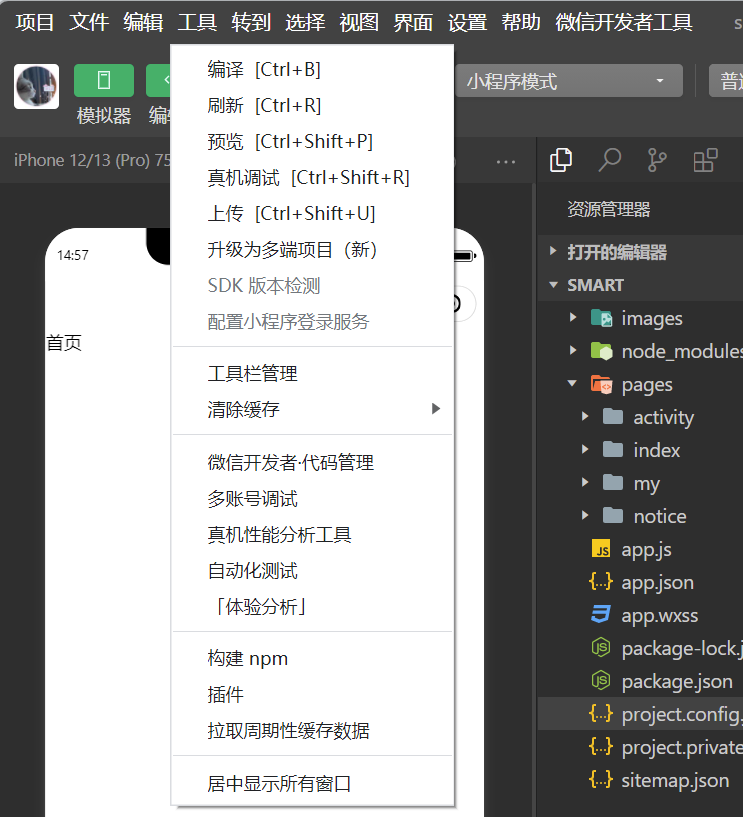 项目 文件 编辑 工具 转到 选择 视图 界面 设置 帮助 微信开发者工具
模拟器
小程序模式
iPhone 12/13 (Pro)
编译 [Ctrl+B]
刷新 [Ctrl+R]
预览 [Ctrl+Shift+P]
真机调试 [Ctrl+Shift+R]
上传 [Ctrl+Shift+U]
升级为多端项目（新）
SDK 版本检测
配置小程序登录服务
工具栏管理
清除缓存
微信开发者·代码管理
多账号调试
真机性能分析工具
自动化测试
「体验分析」
构建 npm
插件
拉取周期性缓存数据
居中显示所有窗口
14:57
首页
资源管理器
打开的编辑器
SMART
images
node_modules
pages
activity
index
my
notice
app.js
app.json
app.wxss
package-lock.j
package.json
project.config.
project.private
sitemap.json